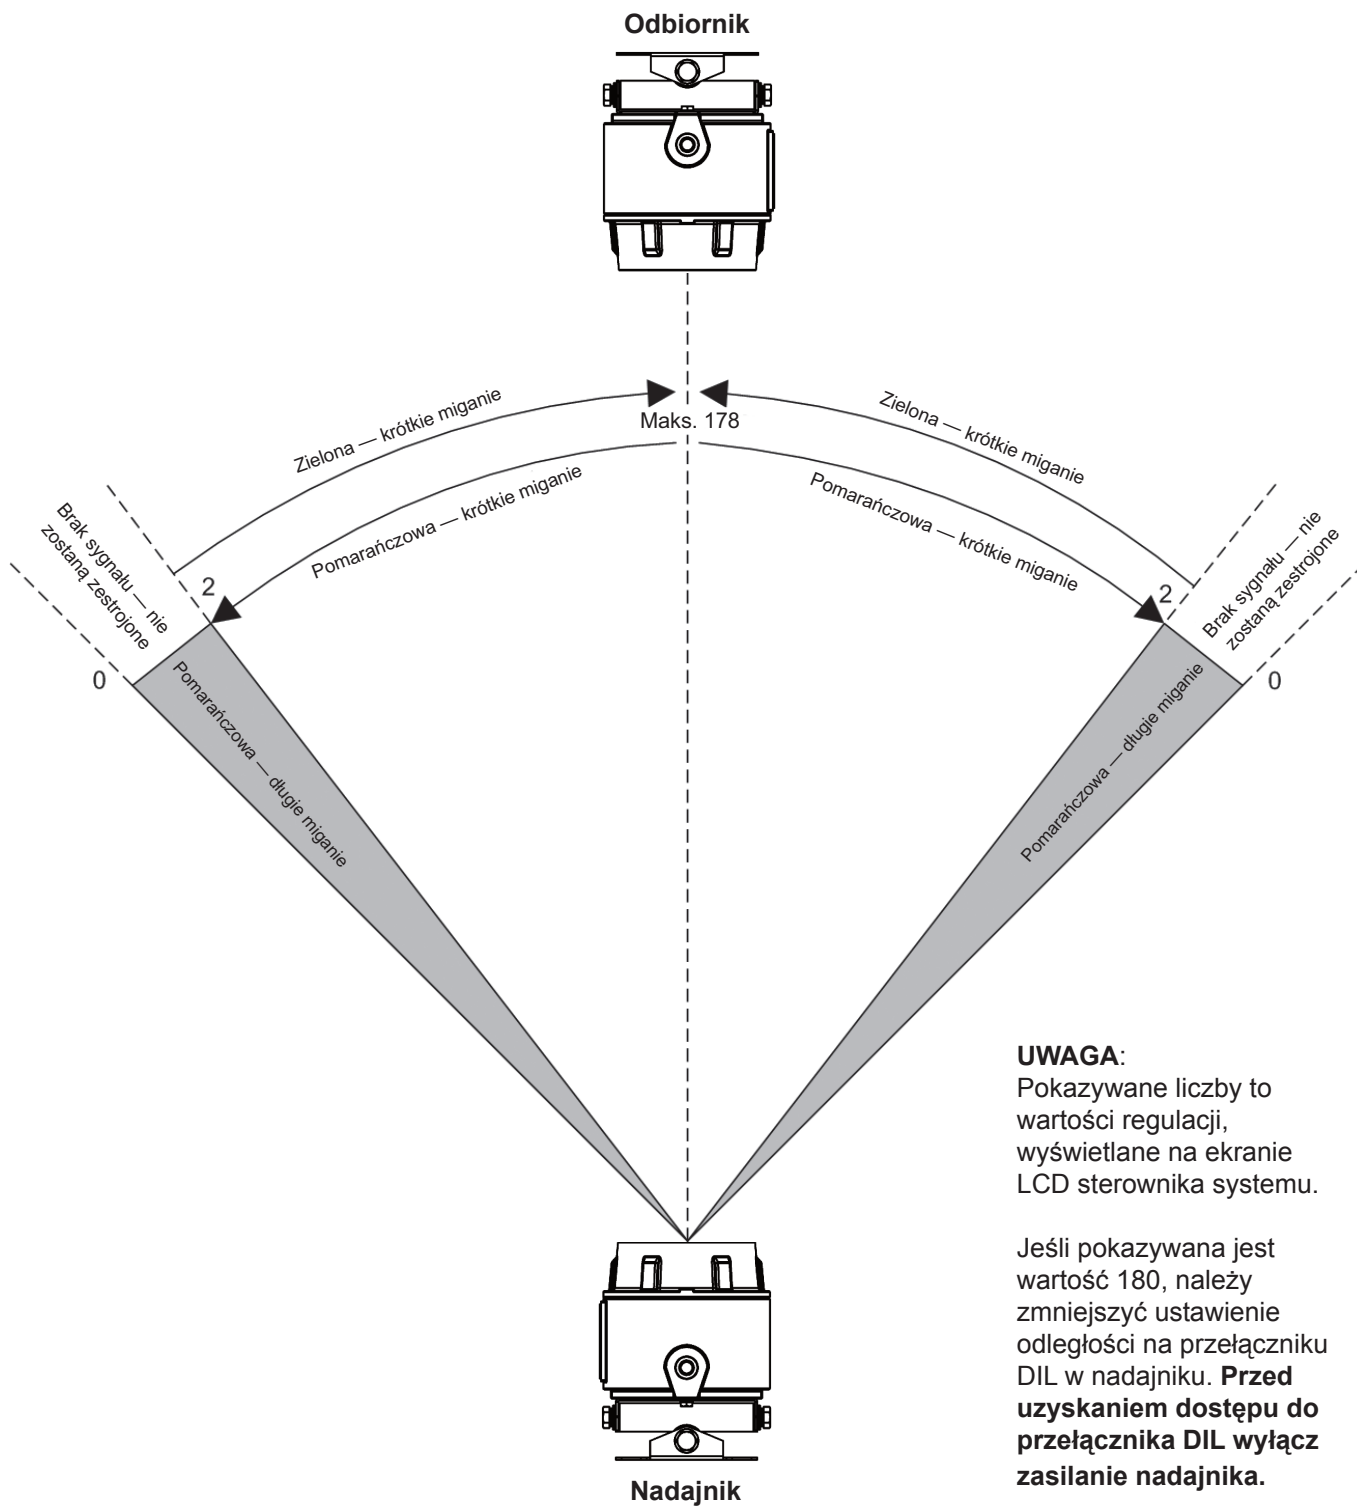 Odbiornik
Zielona — krótkie miganie
Zielona — krótkie miganie
Maks. 178
Pomarańczowa — krótkie miganie
Pomarańczowa — krótkie miganie
Brak sygnału — nie
zostaną zestrojone
2
2
Brak sygnału — nie
zostaną zestrojone
0
0
Pomarańczowa — długie miganie
Pomarańczowa — długie miganie
UWAGA:
Pokazywane liczby to
wartości regulacji,
wyświetlane na ekranie
LCD sterownika systemu.
Jeśli pokazywana jest
wartość 180, należy
zmniejszyć ustawienie
odległości na przełączniku
DIL w nadajniku. Przed
uzyskaniem dostępu do
przełącznika DIL wyłącz
zasilanie nadajnika.
Nadajnik